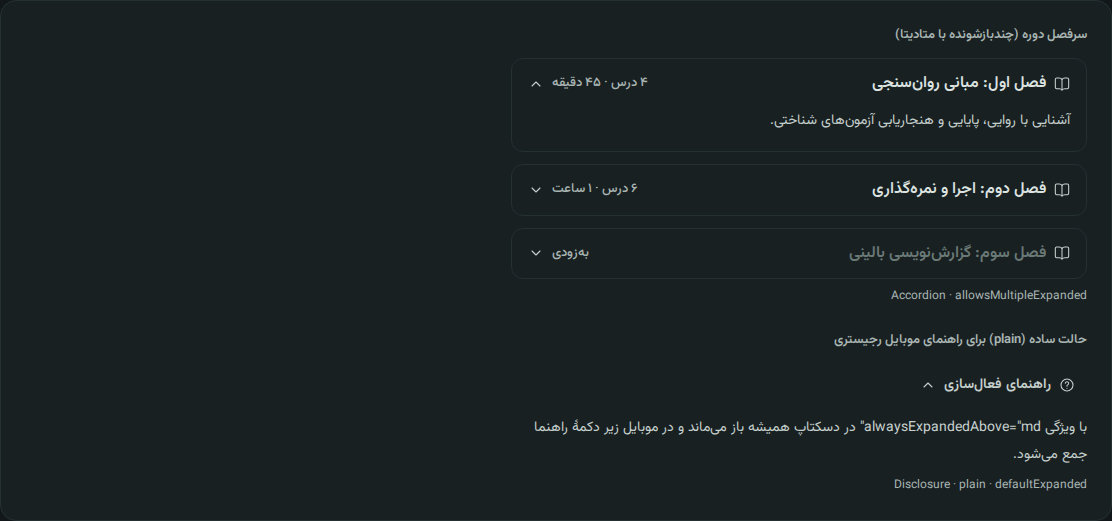 سرفصل دوره (چندبازشونده با متادیتا)
فصل اول: مبانی روان‌سنجی
۴ درس · ۴۵ دقیقه
آشنایی با روایی، پایایی و هنجاریابی آزمون‌های شناختی.
فصل دوم: اجرا و نمره‌گذاری
۶ درس · ۱ ساعت
فصل سوم: گزارش‌نویسی بالینی
به‌زودی
Accordion · allowsMultipleExpanded
حالت ساده (plain) برای راهنمای موبایل رجیستری
راهنمای فعال‌سازی
با ویژگی alwaysExpandedAbove="md" در دسکتاپ همیشه باز می‌ماند و در موبایل زیر دکمهٔ راهنما
جمع می‌شود.
Disclosure · plain · defaultExpanded